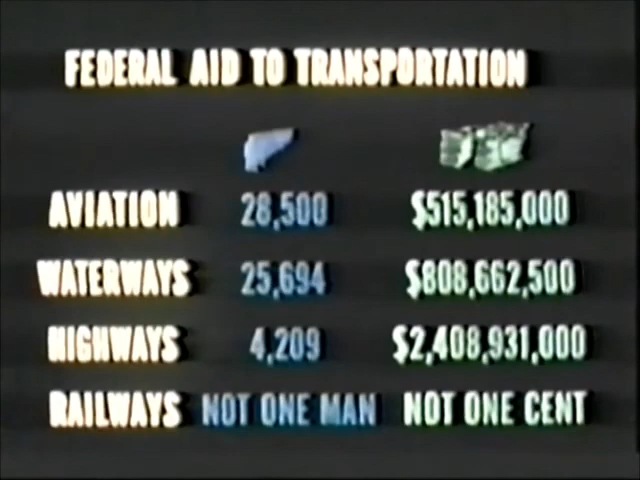 FEDERAL AID TO TRANSPORTATION
AVIATION 28,500 $515,185,000
WATERWAYS 25,694 $808,662,500
HIGHWAYS 4,209 $2,408,931,000
RAILWAYS NOT ONE MAN NOT ONE CENT